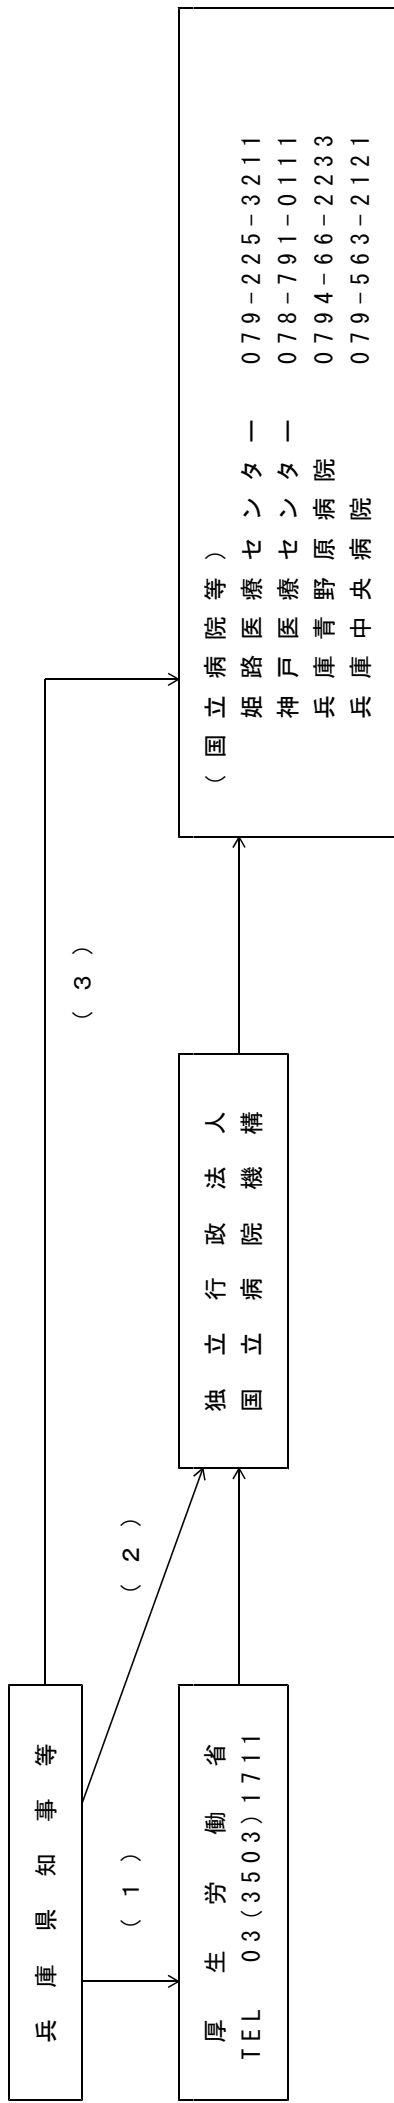 兵庫県知事等
(3)
(1)
(2)
厚生労働省
TEL 03(3503)1711
独立行政法人
国立病院機構
(国立病院等)
姫路医療センター 079-225-3211
神戸医療センター 078-791-0111
兵庫青野原病院 0794-66-2233
兵庫中央病院 079-563-2121